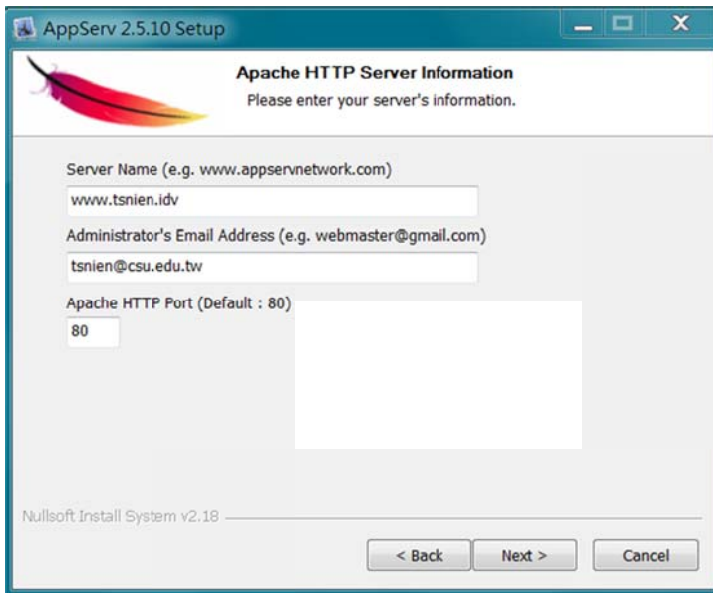 AppServ 2.5.10 Setup
Apache HTTP Server Information
Please enter your server's information.
Server Name (e.g. www.appservnetwork.com)
www.tsnien.idv
Administrator's Email Address (e.g. webmaster@gmail.com)
tsnien@csu.edu.tw
Apache HTTP Port (Default : 80)
80
Nullsoft Install System v2.18
< Back Next > Cancel